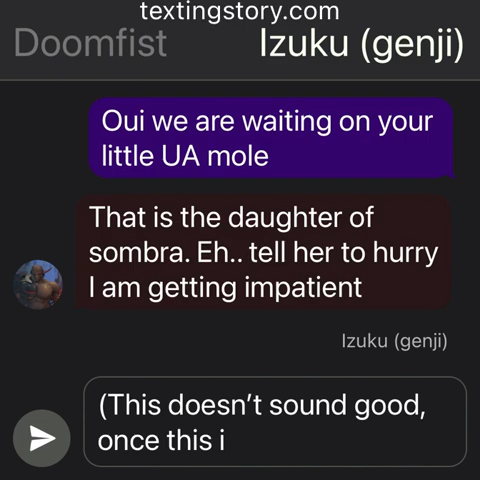 textingstory.com
Doomfist
Izuku (genji)
Oui we are waiting on your
little UA mole
That is the daughter of
sombra. Eh.. tell her to hurry
I am getting impatient
Izuku (genji)
(This doesn't sound good,
once this i